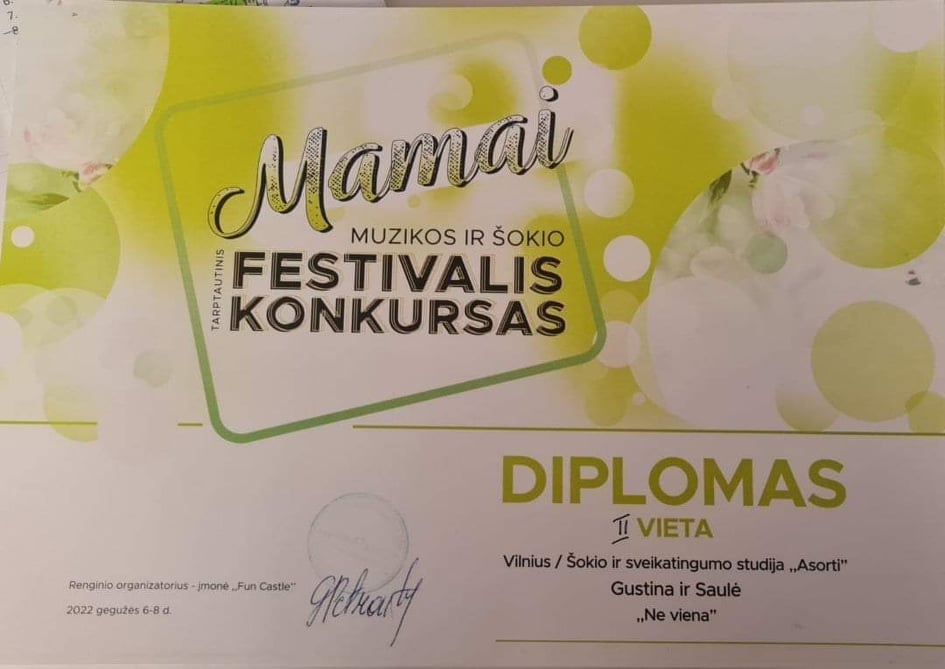 7.
Mamai
MUZIKOS IR ŠOKIO
TARPTAUTINIS
FESTIVALIS
KONKURSAS
DIPLOMAS
II VIETA
Vilnius / Šokio ir sveikatingumo studija „Asorti”
Gustina ir Saulė
„Ne viena”
Renginio organizatorius - įmonė „Fun Castle”
2022 gegužės 6-8 d.